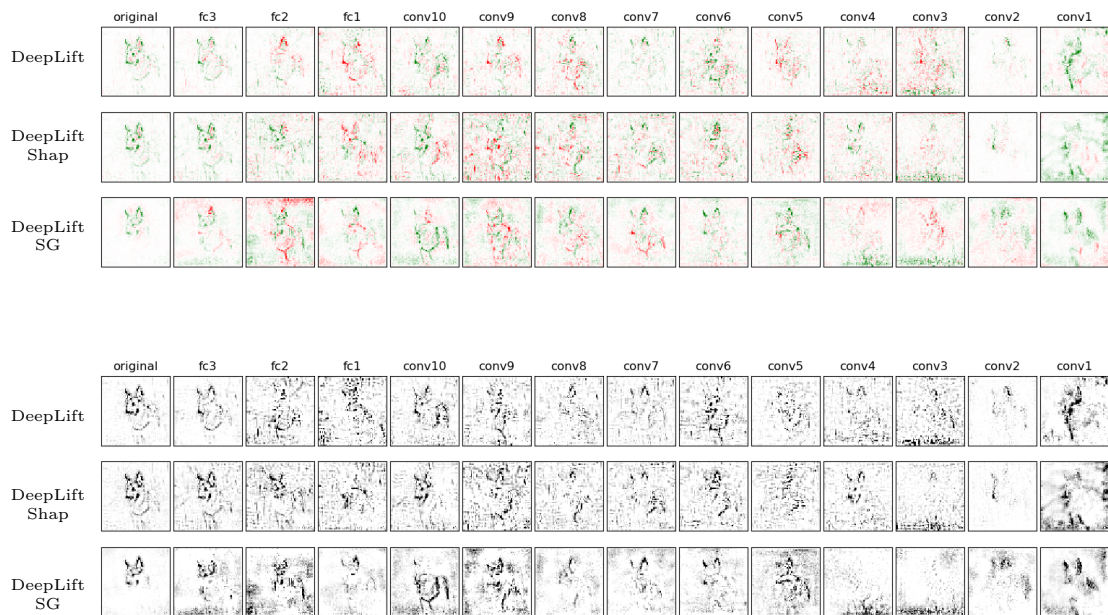 original fc3 fc2 fc1 conv10 conv9 conv8 conv7 conv6 conv5 conv4 conv3 conv2 conv1
DeepLift
DeepLift
Shap
DeepLift
SG
original fc3 fc2 fc1 conv10 conv9 conv8 conv7 conv6 conv5 conv4 conv3 conv2 conv1
DeepLift
DeepLift
Shap
DeepLift
SG